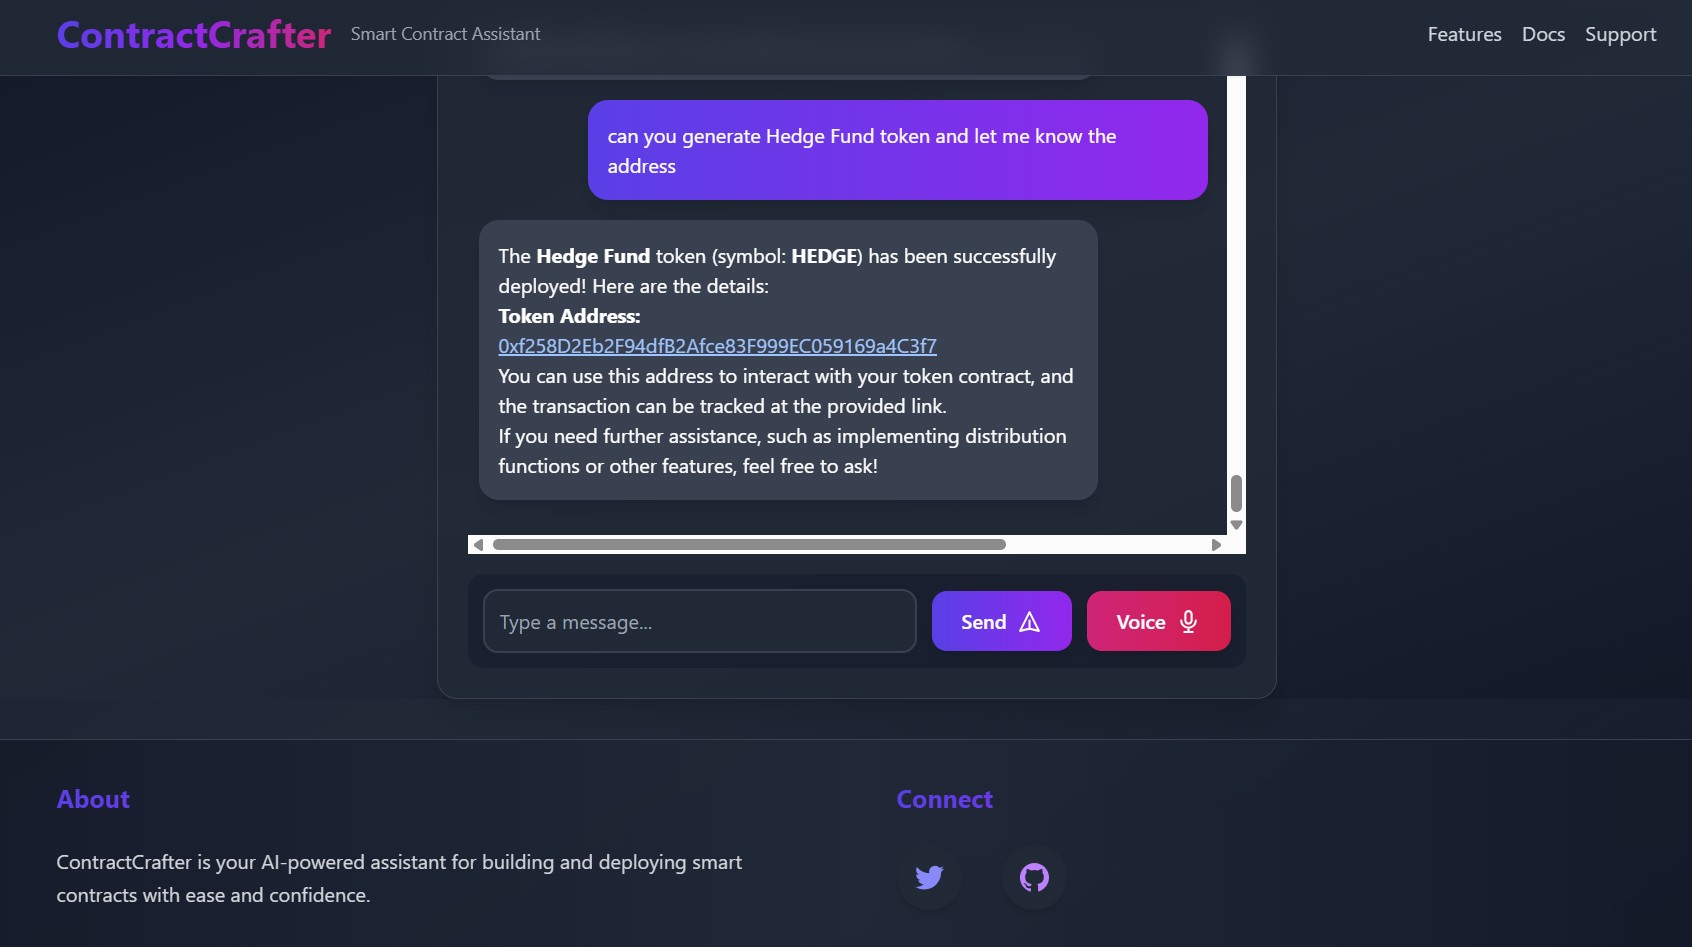 ContractCrafter Smart Contract Assistant Features Docs Support
can you generate Hedge Fund token and let me know the
address
The Hedge Fund token (symbol: HEDGE) has been successfully
deployed! Here are the details:
Token Address:
0xf258D2Eb2F94dfB2Afce83F999EC059169a4C3f7
You can use this address to interact with your token contract, and
the transaction can be tracked at the provided link.
If you need further assistance, such as implementing distribution
functions or other features, feel free to ask!
Type a message... Send Voice
About
ContractCrafter is your AI-powered assistant for building and deploying smart
contracts with ease and confidence.
Connect